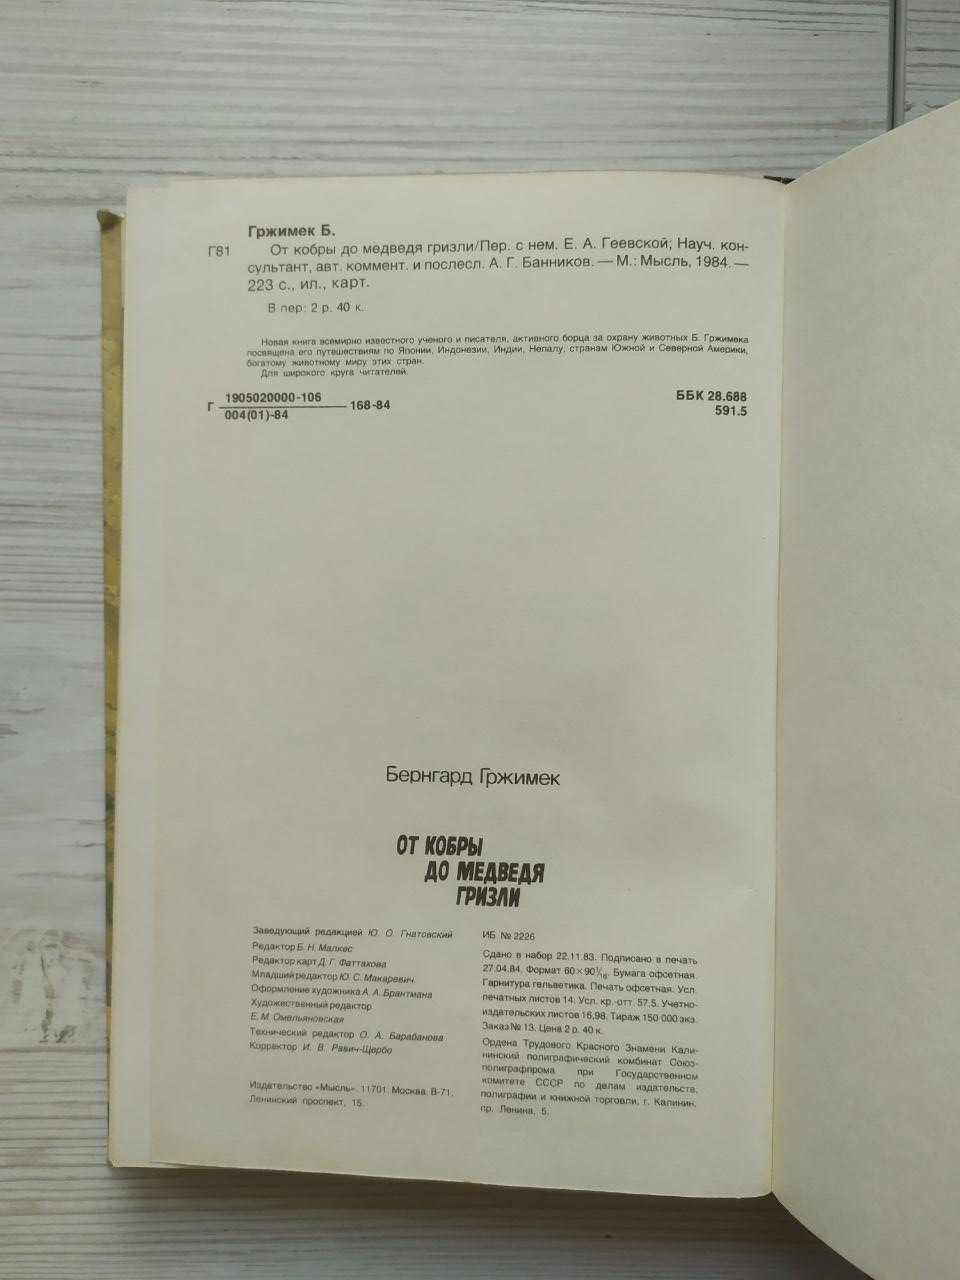 Гржимек Б.
Г81 От кобры до медведя гризли/Пер. с нем. Е. А. Геевской; Науч. кон-
сультант, авт. коммент. и послесл. А. Г. Банников. — М.: Мысль, 1984. —
223 с., ил., карт.
В пер: 2 р. 40 к.
Новая книга всемирно известного ученого и писателя, активного борца за охрану животных Б. Гржимека
посвящена его путешествиям по Японии, Индонезии, Индии, Непалу, странам Южной и Северной Америки,
богатому животному миру этих стран.
Для широкого круга читателей.
Г 1905020000-106
004(01)-84 168-84
ББК 28.688
591.5
Бернгард Гржимек
ОТ КОБРЫ
ДО МЕДВЕДЯ
ГРИЗЛИ
Заведующий редакцией Ю. О. Гнатовский
Редактор Б. Н. Малкес
Редактор карт Д. Г. Фаттахова
Младший редактор Ю. С. Макаревич
Оформление художника А. А. Брантмана
Художественный редактор
Е. М. Омельяновская
Технический редактор О. А. Барабанова
Корректор И. В. Равич-Щербо
Издательство «Мысль». 11701. Москва, В-71,
Ленинский проспект, 15.
ИБ № 2226
Сдано в набор 22.11.83. Подписано в печать
27.04.84. Формат 60×90 1/16. Бумага офсетная.
Гарнитура гельветика. Печать офсетная. Усл.
печатных листов 14. Усл. кр.-отт. 57,5. Учетно-
издательских листов 16,98. Тираж 150 000 экз.
Заказ № 13. Цена 2 р. 40 к.
Ордена Трудового Красного Знамени Кали-
нинский полиграфический комбинат Союз-
полиграфпрома при Государственном
комитете СССР по делам издательств,
полиграфии и книжной торговли, г. Калинин,
пр. Ленина, 5.